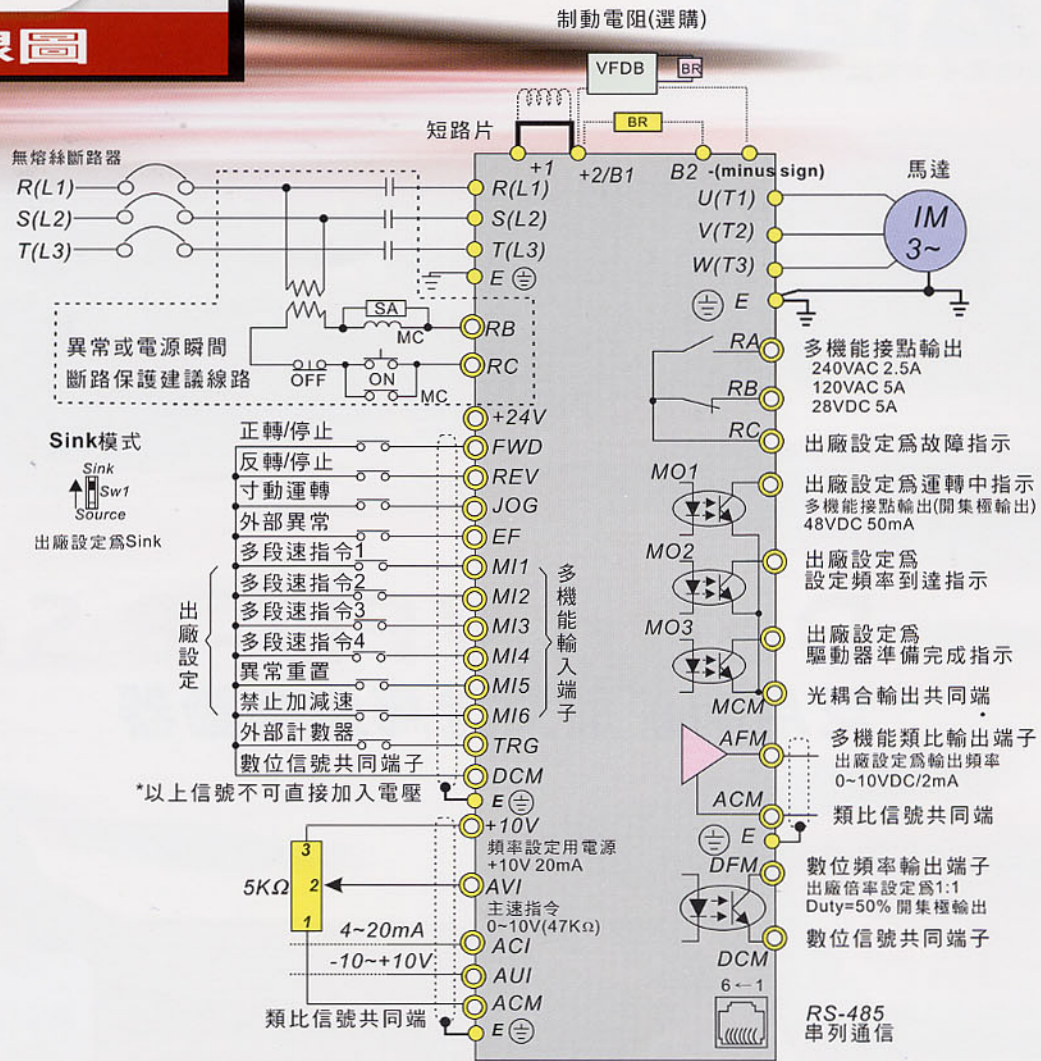 線圖
制動電阻(選購)
VFDB
BR
BR
短路片
無熔絲斷路器
R(L1)
S(L2)
T(L3)
+1
+2/B1
B2
-(minus sign)
R(L1)
S(L2)
T(L3)
E
U(T1)
V(T2)
W(T3)
E
馬達
IM
3~
SA
MC
RB
RC
OFF
ON
MC
異常或電源瞬間
斷路保護建議線路
RA
RB
RC
多機能接點輸出
240VAC 2.5A
120VAC 5A
28VDC 5A
出廠設定爲故障指示
Sink模式
Sink
Sw1
Source
出廠設定爲Sink
+24V
正轉/停止
FWD
反轉/停止
REV
寸動運轉
JOG
外部異常
EF
多段速指令1
MI1
多段速指令2
MI2
多段速指令3
MI3
多段速指令4
MI4
異常重置
MI5
禁止加減速
MI6
外部計數器
TRG
數位信號共同端子
DCM
出廠設定
多機能輸入端子
*以上信號不可直接加入電壓
E
MO1
出廠設定爲運轉中指示
多機能接點輸出(開集極輸出)
48VDC 50mA
MO2
出廠設定爲
設定頻率到達指示
MO3
出廠設定爲
驅動器準備完成指示
MCM
光耦合輸出共同端
AFM
多機能類比輸出端子
出廠設定爲輸出頻率
0~10VDC/2mA
ACM
類比信號共同端
E
DFM
數位頻率輸出端子
出廠倍率設定爲1:1
Duty=50% 開集極輸出
DCM
數位信號共同端子
+10V
頻率設定用電源
+10V 20mA
3
2
1
5KΩ
AVI
主速指令
0~10V(47KΩ)
4~20mA
ACI
-10~+10V
AUI
ACM
類比信號共同端
E
6←1
RS-485
串列通信